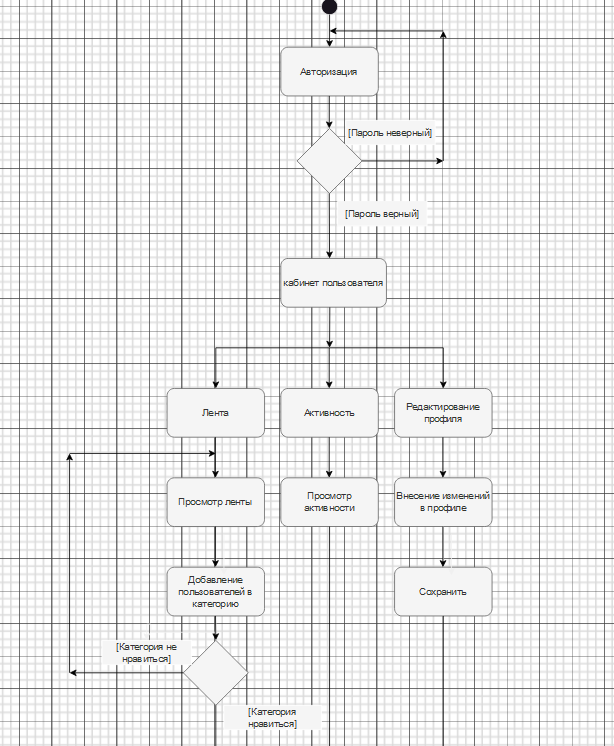 Авторизация
[Пароль неверный]
[Пароль верный]
кабинет пользователя
Лента
Активность
Редактирование
профиля
Просмотр ленты
Просмотр
активности
Внесение изменений
в профиле
Добавление
пользователей в
категорию
Сохранить
[Категория не
нравиться]
[Категория
нравиться]